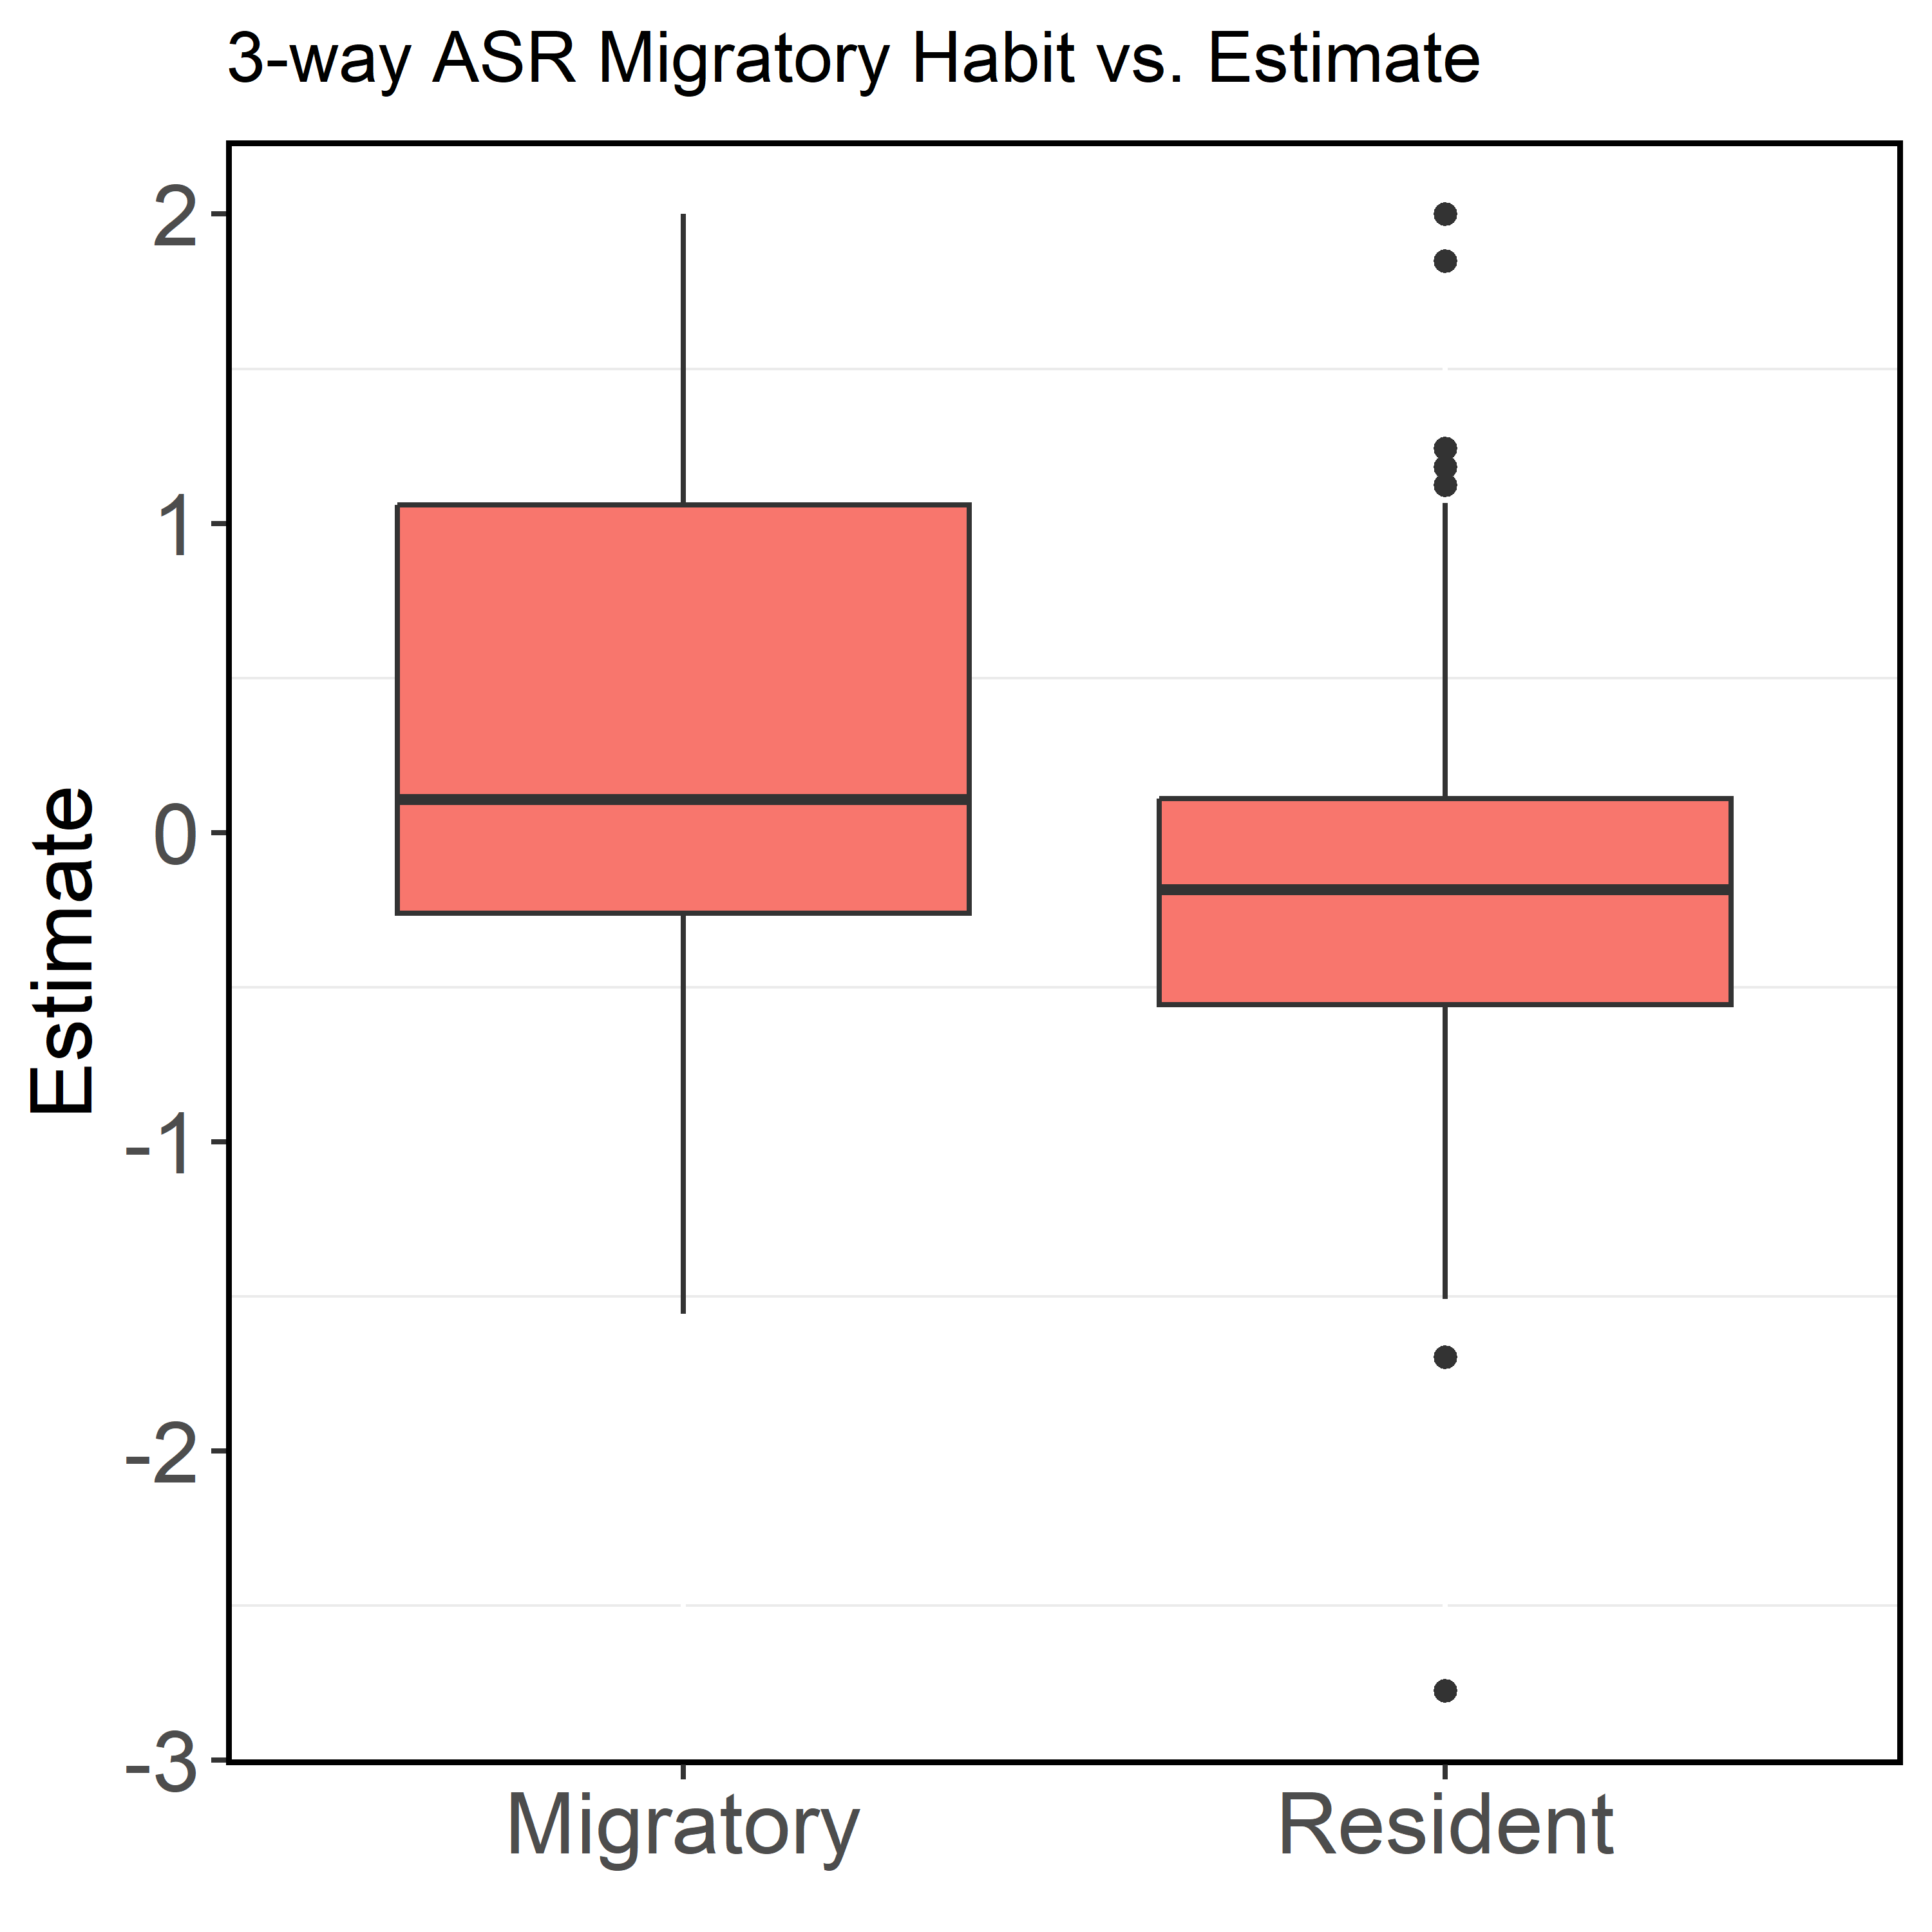 3-way ASR Migratory Habit vs. Estimate
Estimate
2
1
0
-1
-2
-3
Migratory
Resident